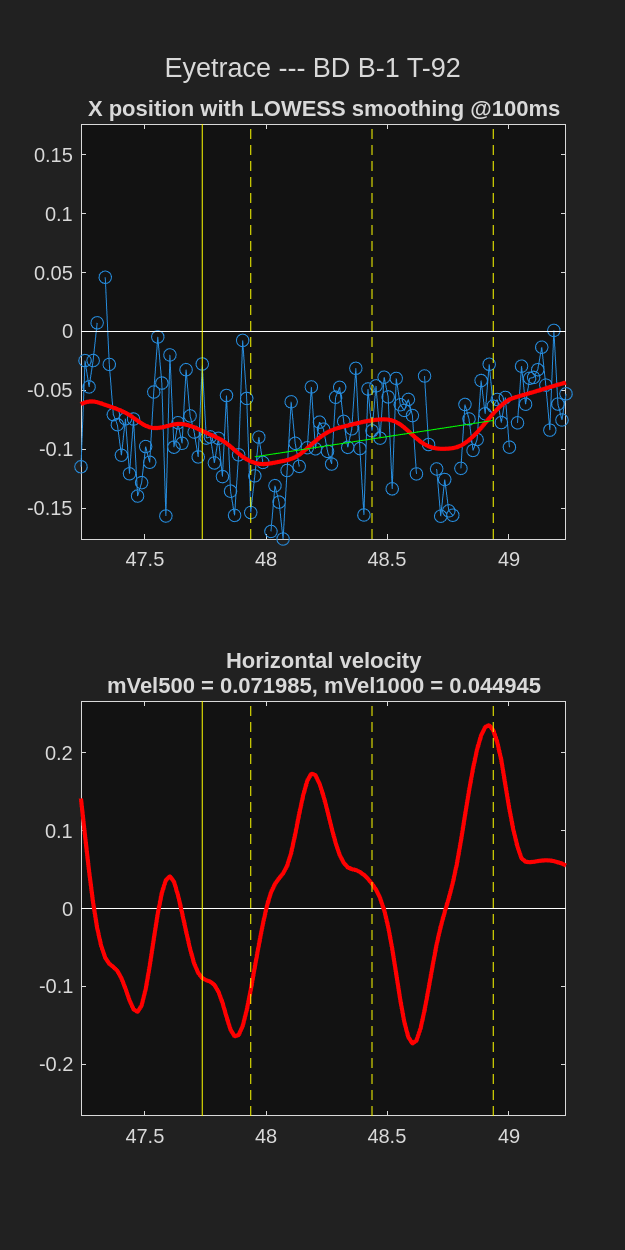 Eyetrace --- BD B-1 T-92
X position with LOWESS smoothing @100ms
0.15
0.1
0.05
0
-0.05
-0.1
-0.15
47.5 48 48.5 49
Horizontal velocity
mVel500 = 0.071985, mVel1000 = 0.044945
0.2
0.1
0
-0.1
-0.2
47.5 48 48.5 49